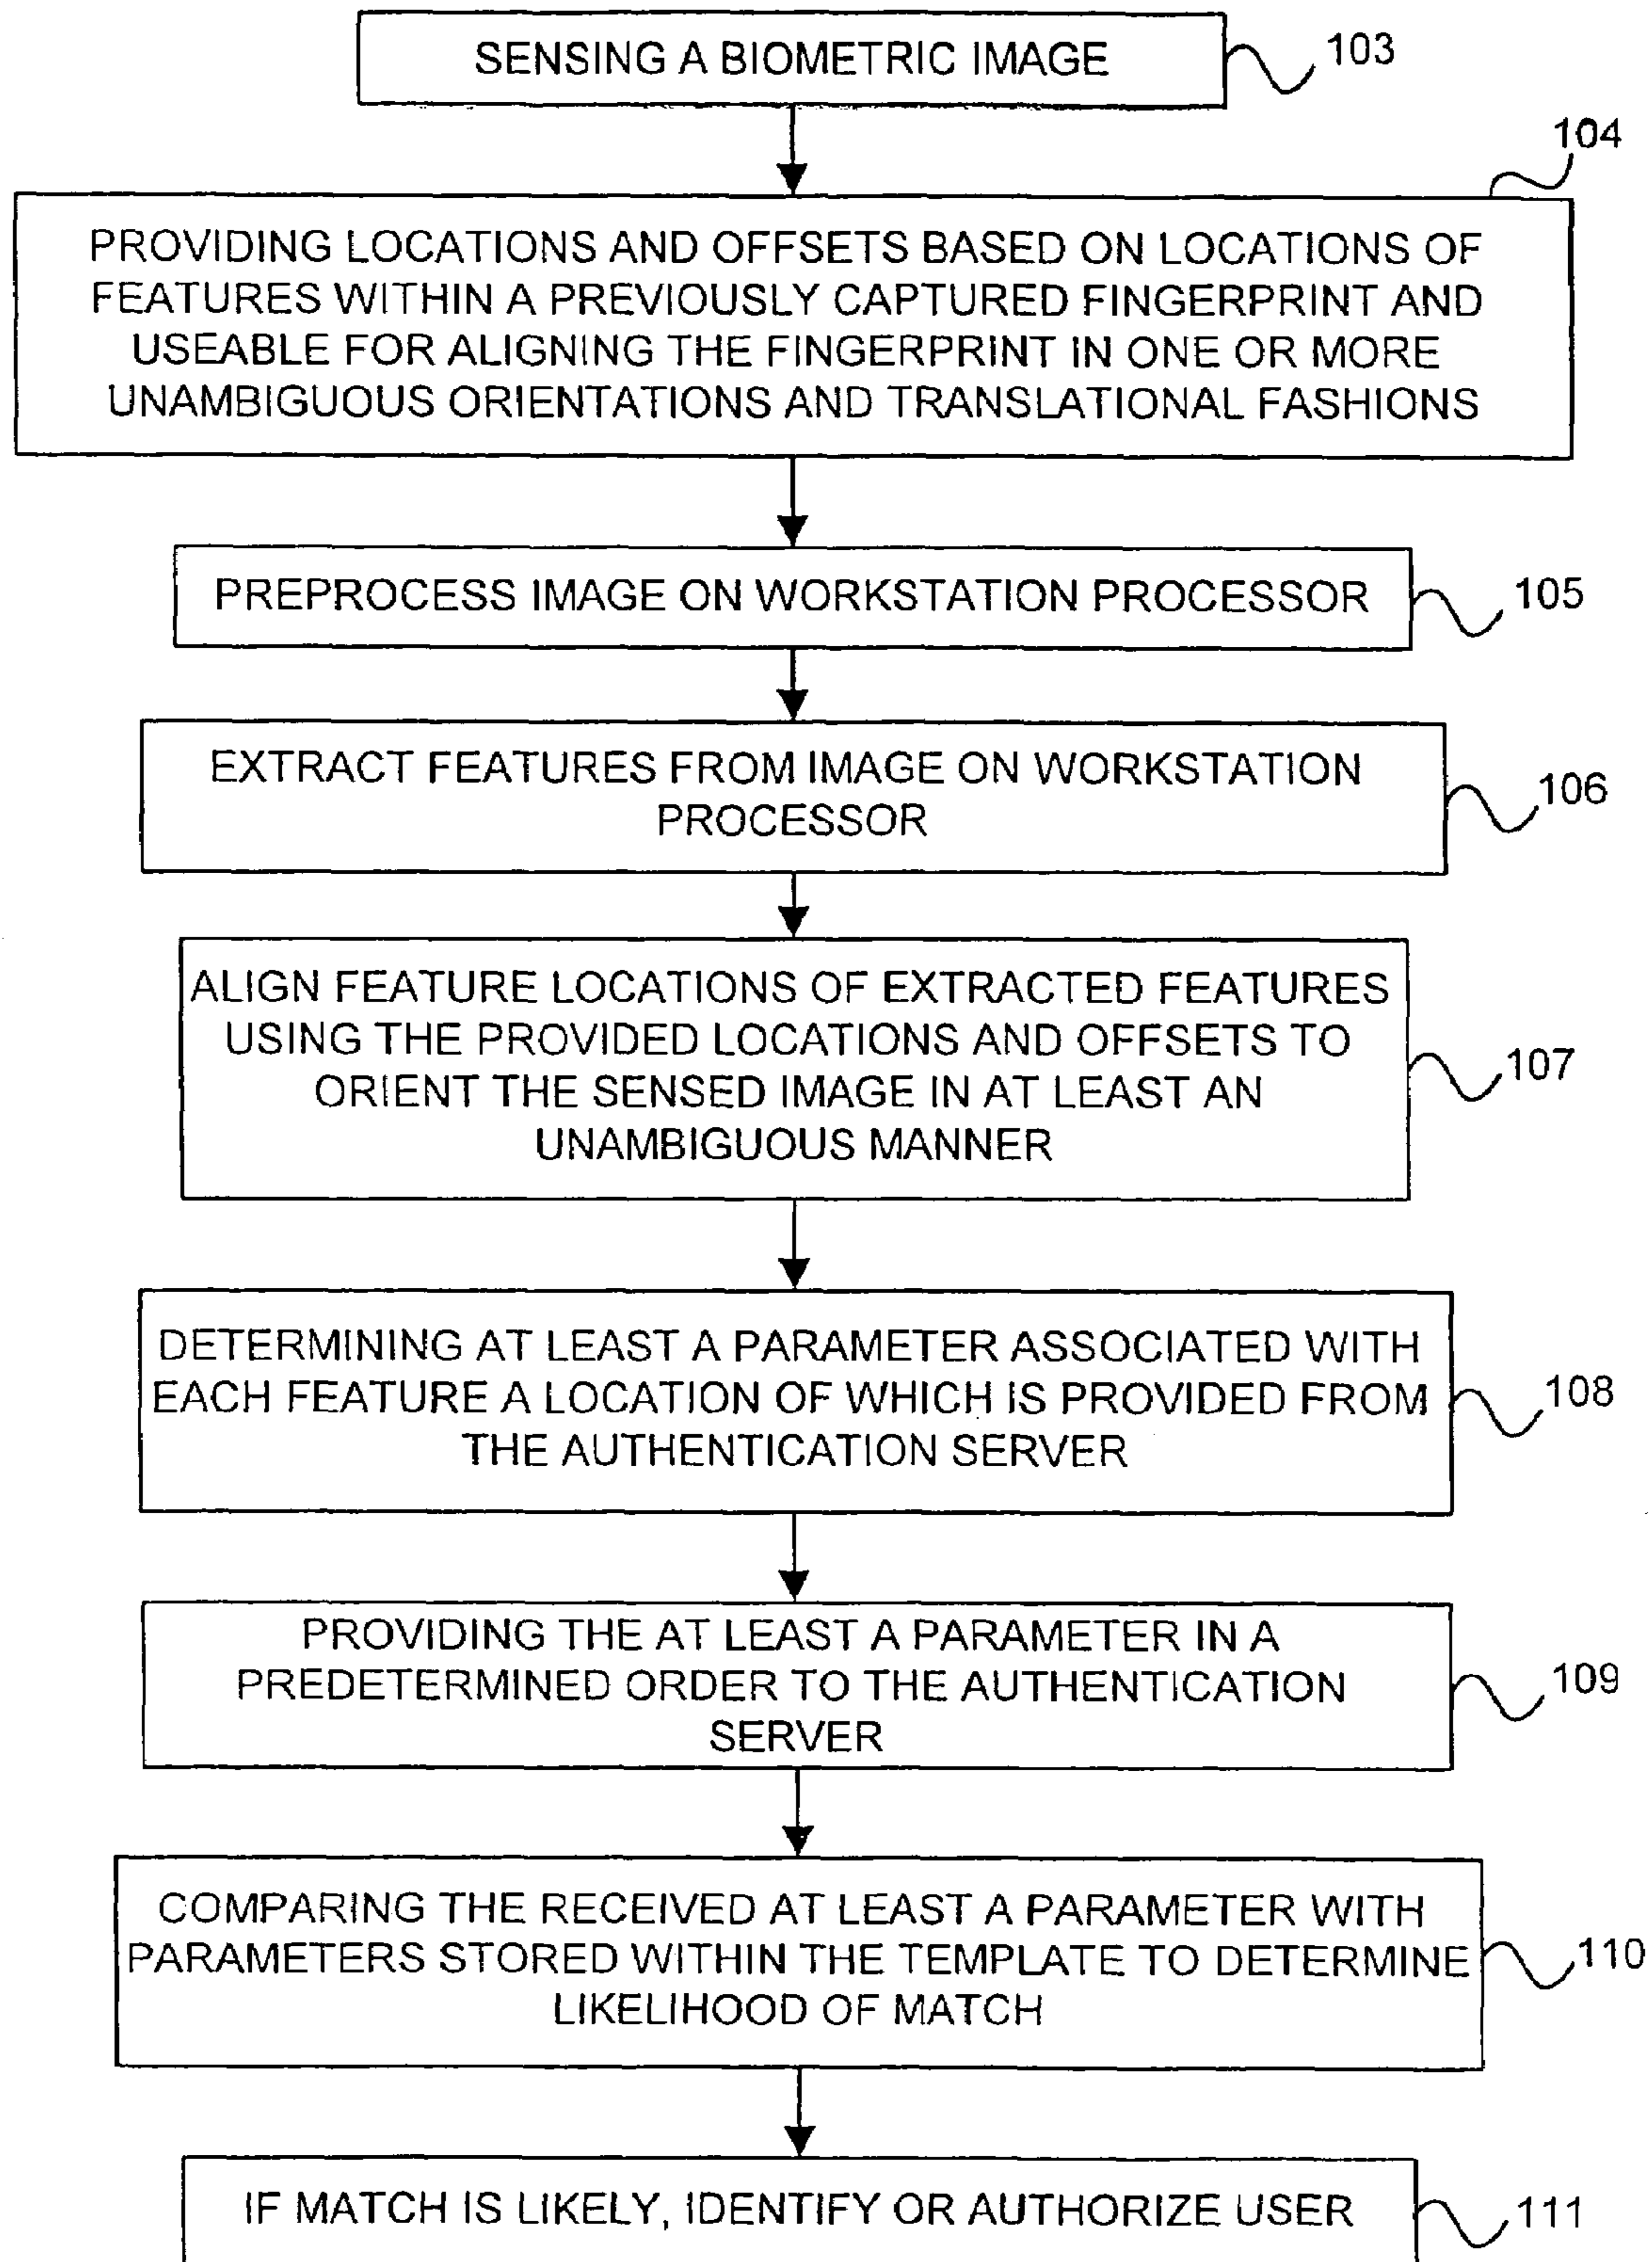 SENSING A BIOMETRIC IMAGE
103
104
PROVIDING LOCATIONS AND OFFSETS BASED ON LOCATIONS OF
FEATURES WITHIN A PREVIOUSLY CAPTURED FINGERPRINT AND
USEABLE FOR ALIGNING THE FINGERPRINT IN ONE OR MORE
UNAMBIGUOUS ORIENTATIONS AND TRANSLATIONAL FASHIONS
PREPROCESS IMAGE ON WORKSTATION PROCESSOR
105
EXTRACT FEATURES FROM IMAGE ON WORKSTATION
PROCESSOR
106
ALIGN FEATURE LOCATIONS OF EXTRACTED FEATURES
USING THE PROVIDED LOCATIONS AND OFFSETS TO
ORIENT THE SENSED IMAGE IN AT LEAST AN
UNAMBIGUOUS MANNER
107
DETERMINING AT LEAST A PARAMETER ASSOCIATED WITH
EACH FEATURE A LOCATION OF WHICH IS PROVIDED FROM
THE AUTHENTICATION SERVER
108
PROVIDING THE AT LEAST A PARAMETER IN A
PREDETERMINED ORDER TO THE AUTHENTICATION
SERVER
109
COMPARING THE RECEIVED AT LEAST A PARAMETER WITH
PARAMETERS STORED WITHIN THE TEMPLATE TO DETERMINE
LIKELIHOOD OF MATCH
110
IF MATCH IS LIKELY, IDENTIFY OR AUTHORIZE USER
111